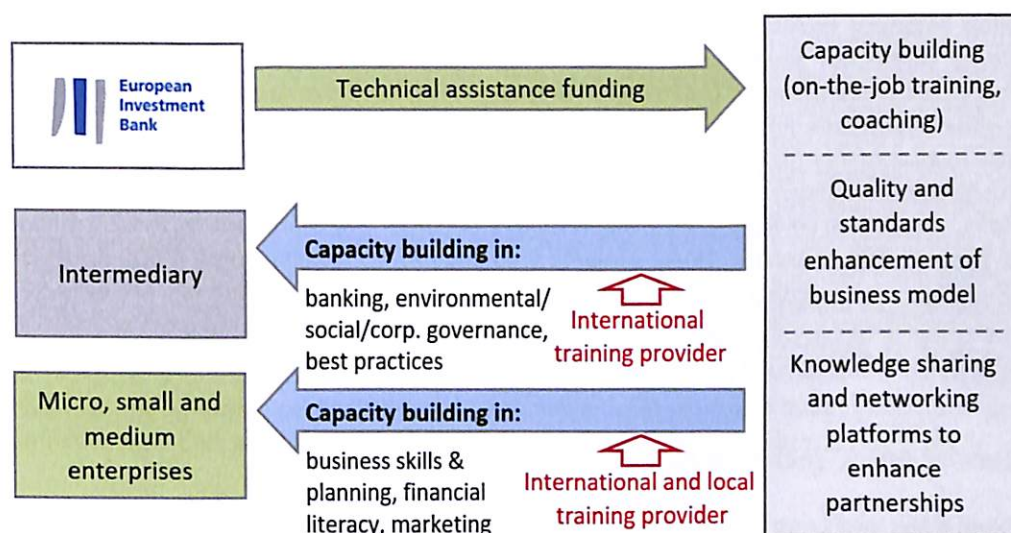 European
Investment
Bank
Technical assistance funding
Capacity building
(on-the-job training,
coaching)
Quality and
standards
enhancement of
business model
Knowledge sharing
and networking
platforms to
enhance
partnerships
Intermediary
Capacity building in:
banking, environmental/
social/corp. governance,
best practices
International
training provider
Micro, small and
medium
enterprises
Capacity building in:
business skills &
planning, financial
literacy, marketing
International and local
training provider